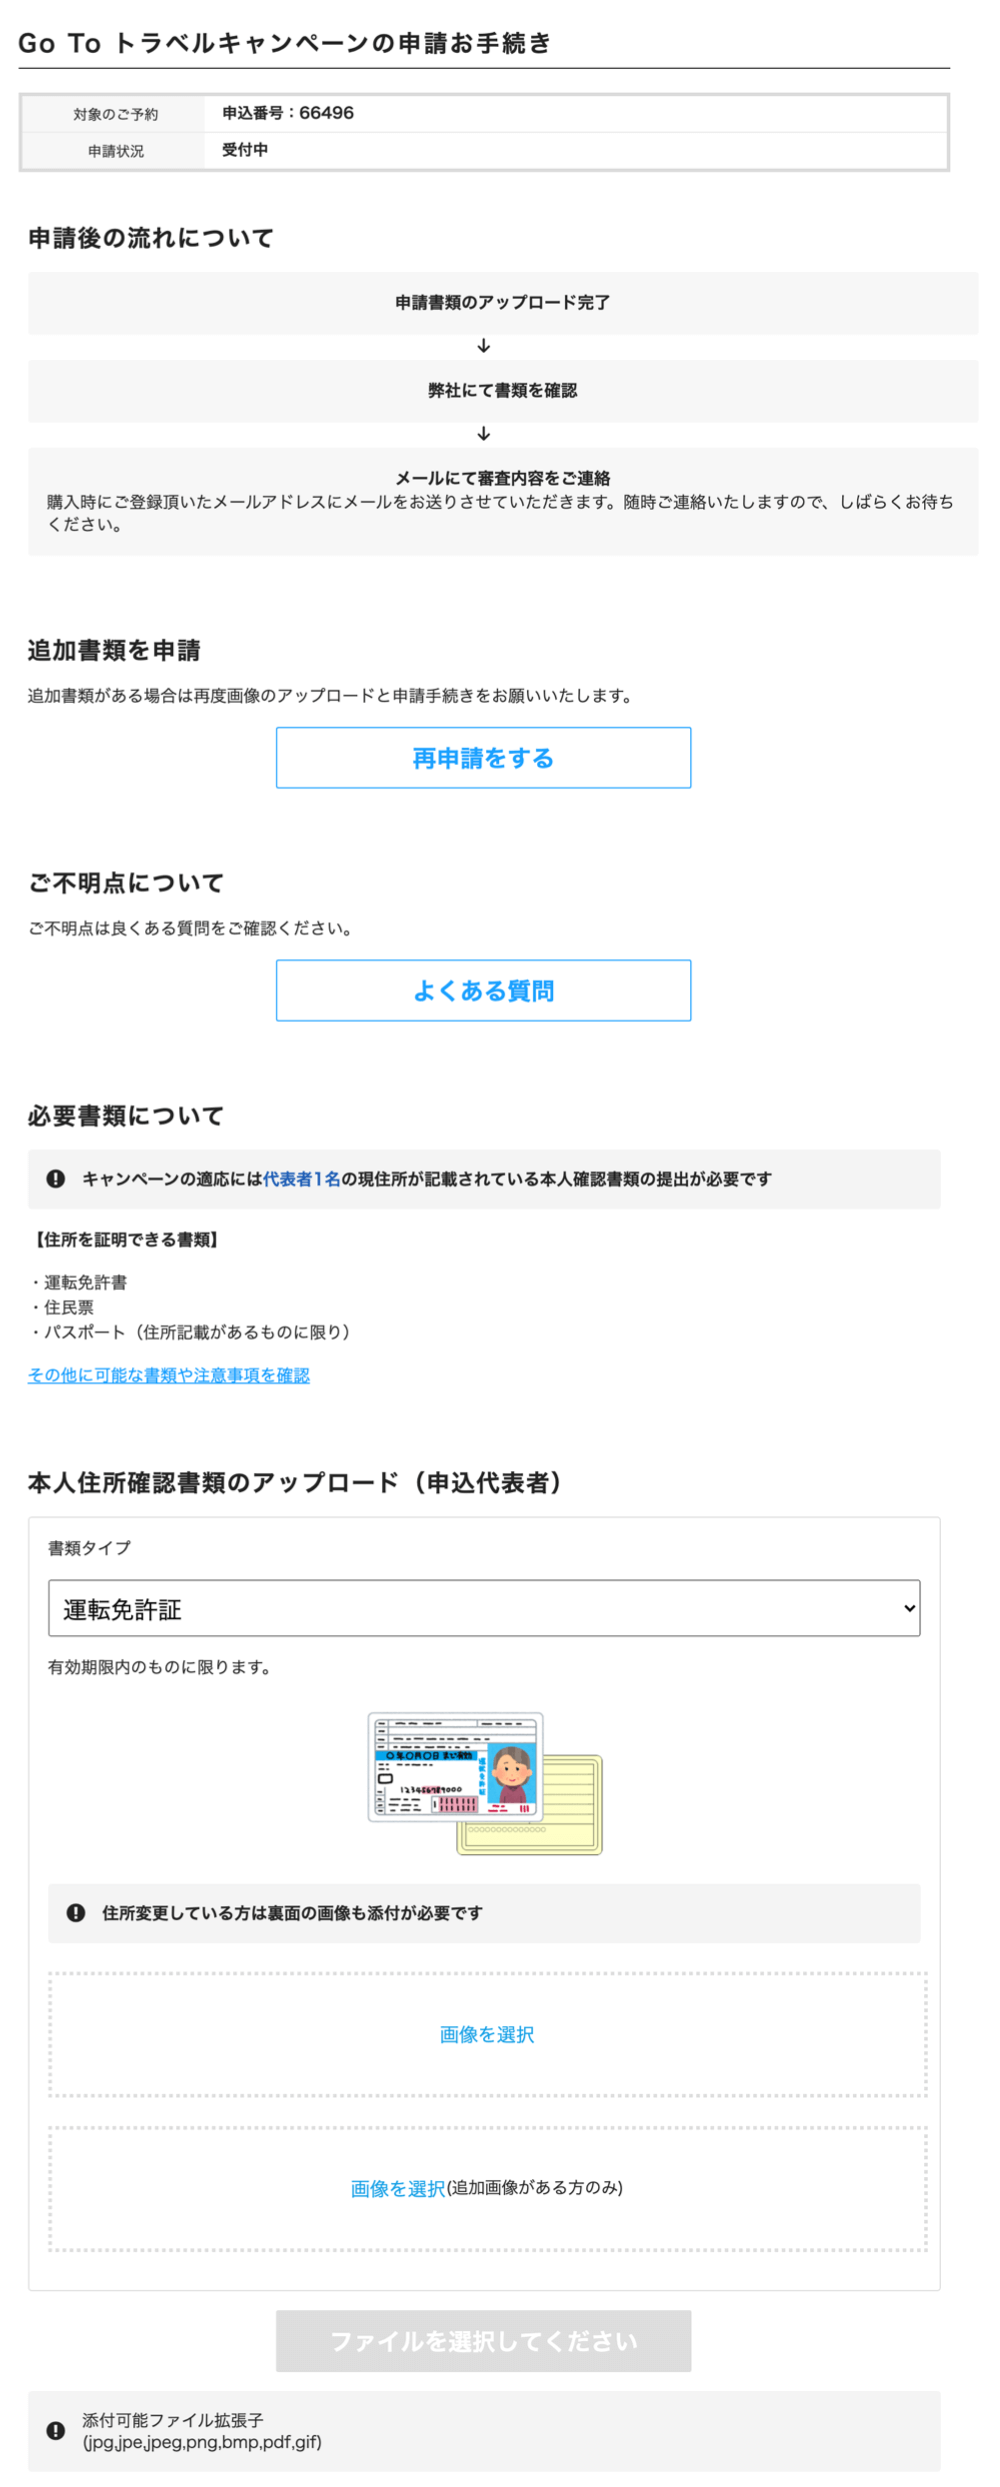 Go To トラベルキャンペーンの申請お手続き
対象のご予約
申込番号：66496
申請状況
受付中
申請後の流れについて
申請書類のアップロード完了
↓
弊社にて書類を確認
↓
メールにて審査内容をご連絡
購入時にご登録頂いたメールアドレスにメールをお送りさせていただきます。随時ご連絡いたしますので、しばらくお待ち
ください。
追加書類を申請
追加書類がある場合は再度画像のアップロードと申請手続きをお願いいたします。
再申請をする
ご不明点について
ご不明点は良くある質問をご確認ください。
よくある質問
必要書類について
キャンペーンの適応には代表者1名の現住所が記載されている本人確認書類の提出が必要です
【住所を証明できる書類】
・運転免許書
・住民票
・パスポート（住所記載があるものに限り）
その他に可能な書類や注意事項を確認
本人住所確認書類のアップロード（申込代表者）
書類タイプ
運転免許証
有効期限内のものに限ります。
〇年〇月〇日まで有効
運転免許証
123456789000
住所変更している方は裏面の画像も添付が必要です
画像を選択
画像を選択(追加画像がある方のみ)
ファイルを選択してください
添付可能ファイル拡張子
(jpg,jpe,jpeg,png,bmp,pdf,gif)